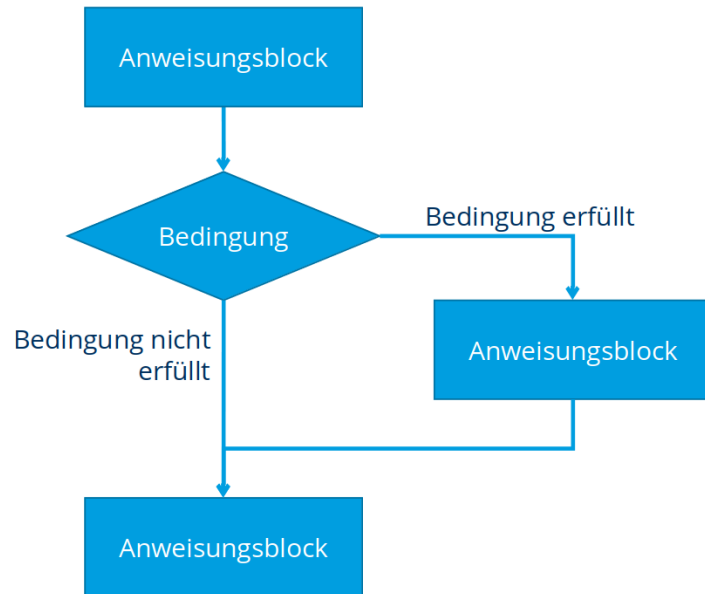 Anweisungsblock
Bedingung
Bedingung erfüllt
Bedingung nicht
erfüllt
Anweisungsblock
Anweisungsblock